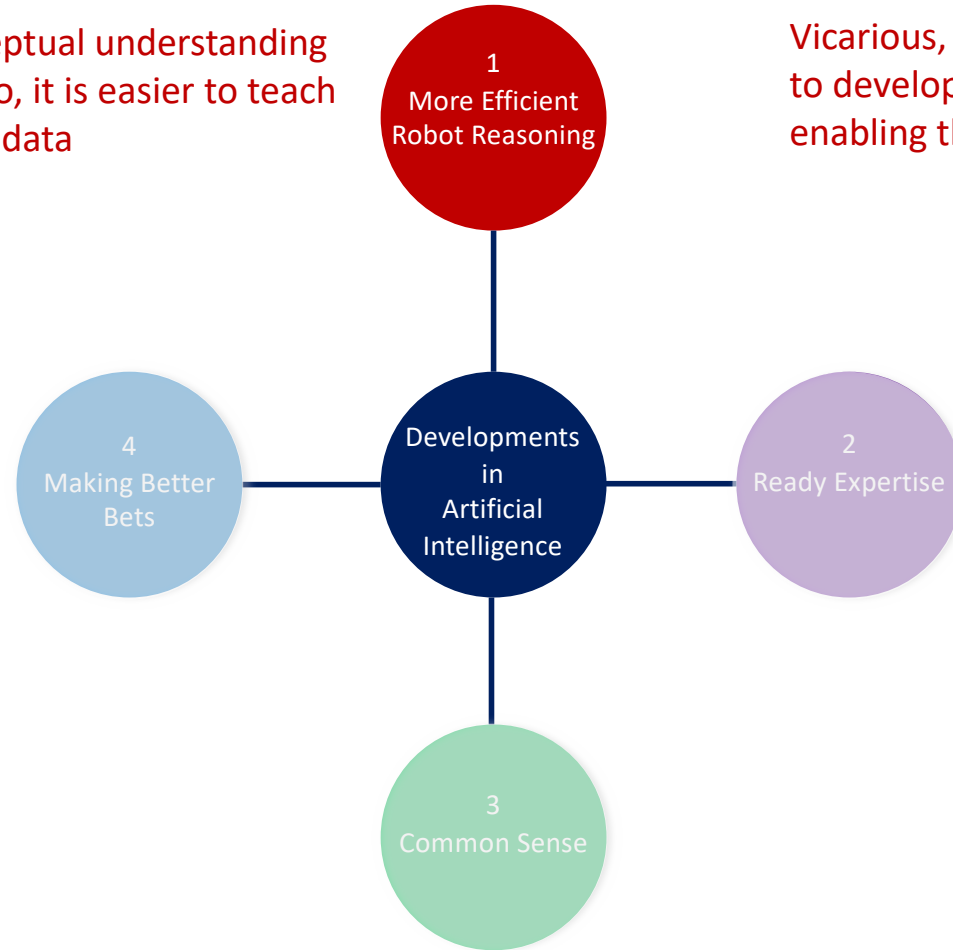 eptual understanding
o, it is easier to teach
data
1
More Efficient
Robot Reasoning
Vicarious,
to develop
enabling th
4
Making Better
Bets
Developments
in
Artificial
Intelligence
2
Ready Expertise
3
Common Sense